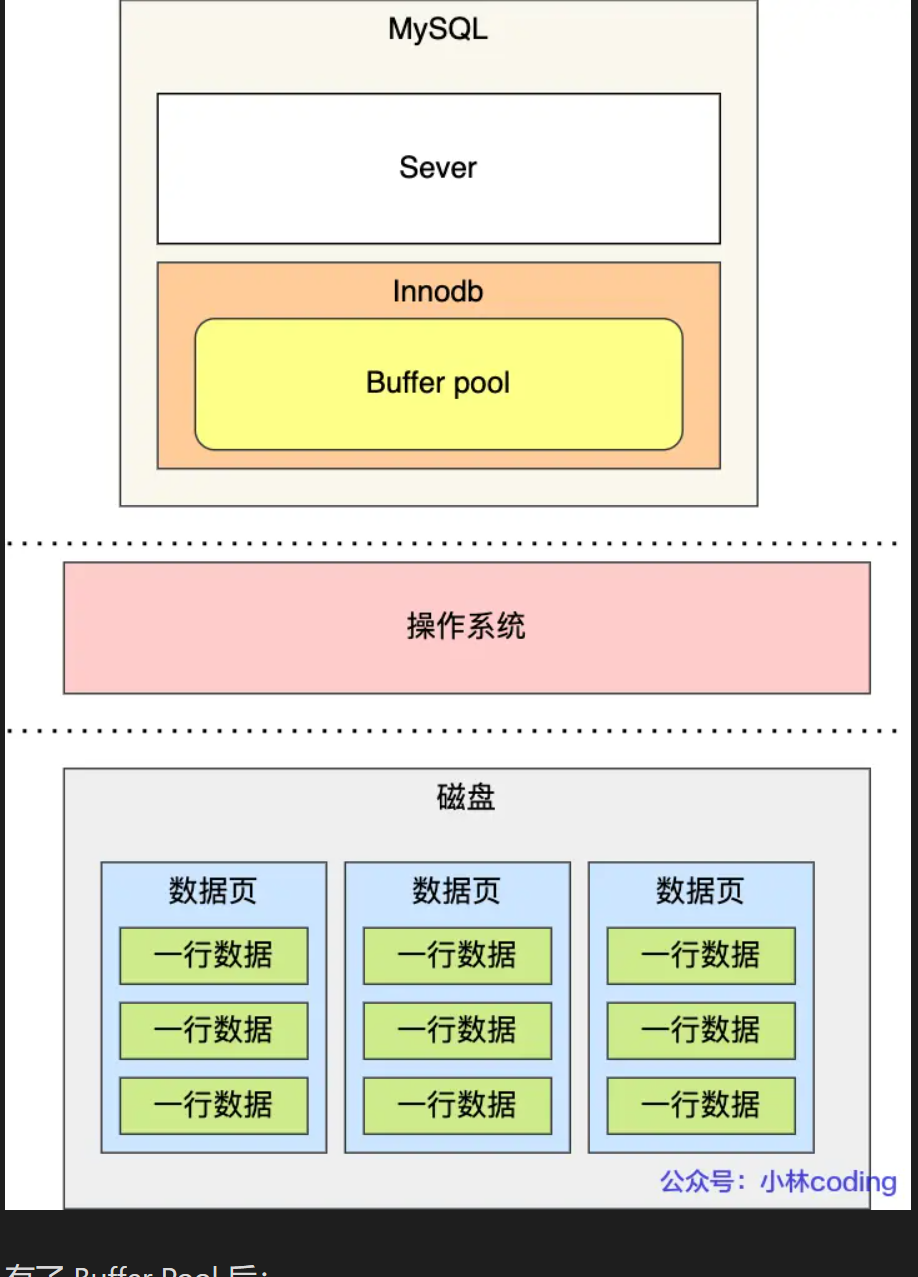 MySQL
Sever
Innodb
Buffer pool
操作系统
磁盘
数据页 数据页 数据页
一行数据 一行数据 一行数据
一行数据 一行数据 一行数据
一行数据 一行数据 一行数据
公众号：小林coding
有了 Buffer Pool 后：